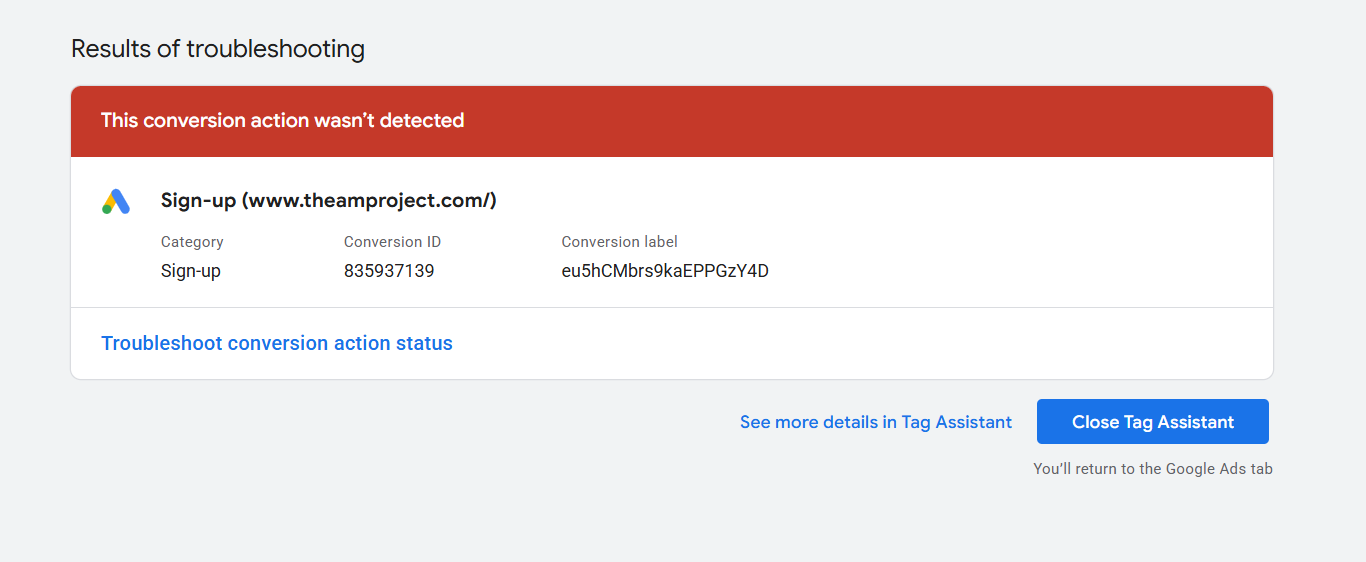 Results of troubleshooting
This conversion action wasn’t detected
Sign-up (www.theamproject.com/)
Category Conversion ID Conversion label
Sign-up 835937139 eu5hCMbrs9kaEPPGzY4D
Troubleshoot conversion action status
See more details in Tag Assistant Close Tag Assistant
You’ll return to the Google Ads tab